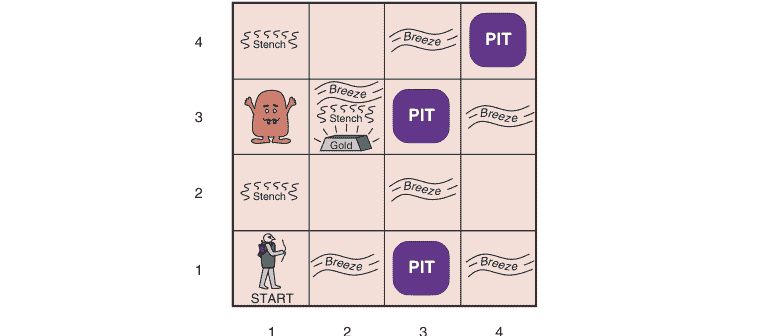 4 Stench Breeze PIT
Breeze
3 Stench PIT Breeze
Gold
2 Stench Breeze
1 Breeze PIT Breeze
START
1 2 3 4